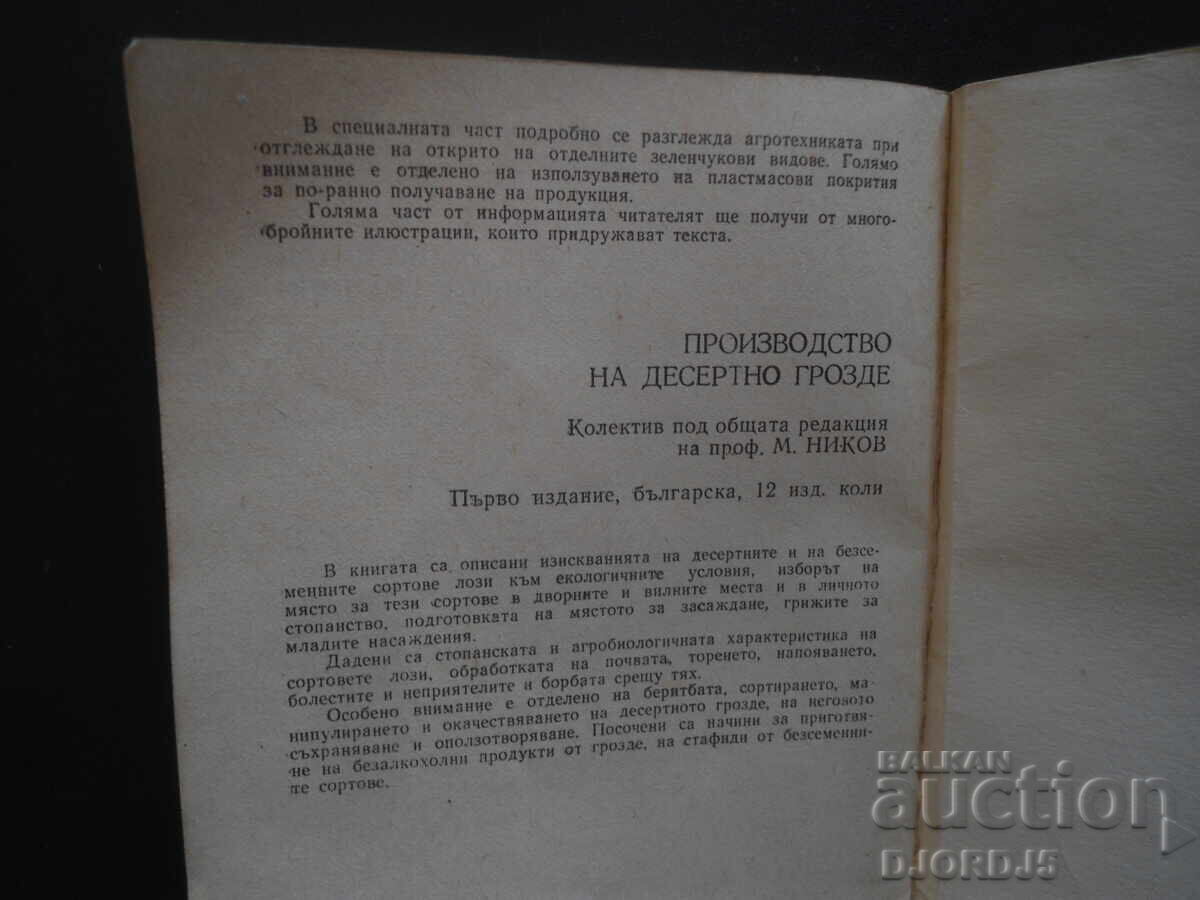 В специалната част подробно се разглежда агротехниката при
отглеждане на открито на отделните зеленчукови видове. Голямо
внимание е отделено на използуването на пластмасови покрития
за по-ранно получаване на продукция.
Голяма част от информацията читателят ще получи от много-
бройните илюстрации, които придружават текста.
ПРОИЗВОДСТВО
НА ДЕСЕРТНО ГРОЗДЕ
Колектив под общата редакция
на проф. М. НИКОВ
Първо издание, българска, 12 изд. коли
В книгата са описани изискванията на десертните и на безсе-
менните сортове лози към екологичните условия, изборът на
място за тези сортове в дворните и вилните места и в личното
стопанство, подготовката на мястото за засаждане, грижите за
младите насаждения.
Дадени са стопанската и агробиологичната характеристика на
сортовете лози, обработката на почвата, торенето, напояването,
болестите и неприятелите и борбата срещу тях.
Особено внимание е отделено на беритбата, сортирането, ма-
нипулирането и окачествяването на десертното грозде, на неговото
съхраняване и оползотворяване. Посочени са начини за приготвя-
не на безалкохолни продукти от грозде, на стафиди от безсеменни-
те сортове.
BALKAN
auction
DJORDJ5